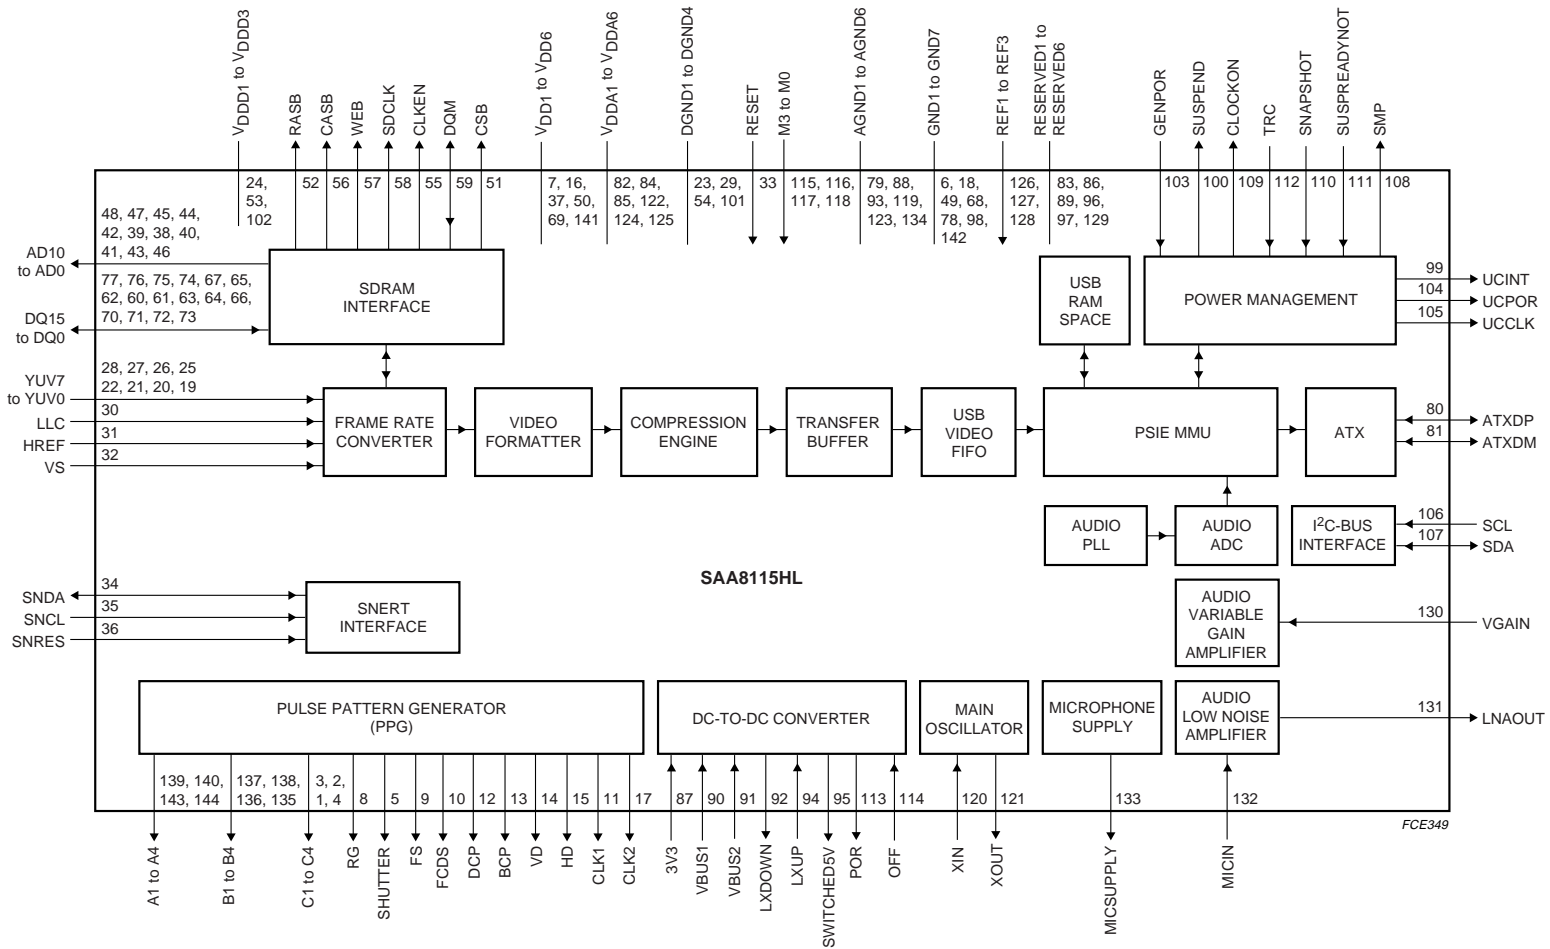 VDDD1 to VDDD3
RASB
CASB
WEB
SDCLK
CLKEN
DQM
CSB
VDD1 to VDD6
VDDA1 to VDDA6
DGND1 to DGND4
RESET
M3 to M0
AGND1 to AGND6
GND1 to GND7
REF1 to REF3
RESERVED1 to
RESERVED6
GENPOR
SUSPEND
CLOCKON
TRC
SNAPSHOT
SUSPREADYNOT
SMP
24,
53,
102
52
56
57
58
55
59
51
7, 16,
37, 50,
69, 141
82, 84,
85, 122,
124, 125
23, 29,
54, 101
33
115, 116,
117, 118
79, 88,
93, 119,
123, 134
6, 18,
49, 68,
78, 98,
142
126,
127,
128
83, 86,
89, 96,
97, 129
103
100
109
112
110
111
108
48, 47, 45, 44,
42, 39, 38, 40,
41, 43, 46
AD10
to AD0
77, 76, 75, 74, 67, 65,
62, 60, 61, 63, 64, 66,
70, 71, 72, 73
DQ15
to DQ0
SDRAM
INTERFACE
USB
RAM
SPACE
POWER MANAGEMENT
99
UCINT
104
UCPOR
105
UCCLK
28, 27, 26, 25
22, 21, 20, 19
YUV7
to YUV0
30
LLC
31
HREF
32
VS
FRAME RATE
CONVERTER
VIDEO
FORMATTER
COMPRESSION
ENGINE
TRANSFER
BUFFER
USB
VIDEO
FIFO
PSIE MMU
ATX
80
ATXDP
81
ATXDM
AUDIO
PLL
AUDIO
ADC
I2C-BUS
INTERFACE
106
SCL
107
SDA
SAA8115HL
34
SNDA
35
SNCL
36
SNRES
SNERT
INTERFACE
AUDIO
VARIABLE
GAIN
AMPLIFIER
130
VGAIN
PULSE PATTERN GENERATOR
(PPG)
DC-TO-DC CONVERTER
MAIN
OSCILLATOR
MICROPHONE
SUPPLY
AUDIO
LOW NOISE
AMPLIFIER
131
LNAOUT
139, 140,
143, 144
137, 138,
136, 135
3, 2,
1, 4
8
5
9
10
12
13
14
15
11
17
87
90
91
92
94
95
113
114
120
121
133
132
A1 to A4
B1 to B4
C1 to C4
RG
SHUTTER
FS
FCDS
DCP
BCP
VD
HD
CLK1
CLK2
3V3
VBUS1
VBUS2
LXDOWN
LXUP
SWITCHED5V
POR
OFF
XIN
XOUT
MICSUPPLY
MICIN
FCE349